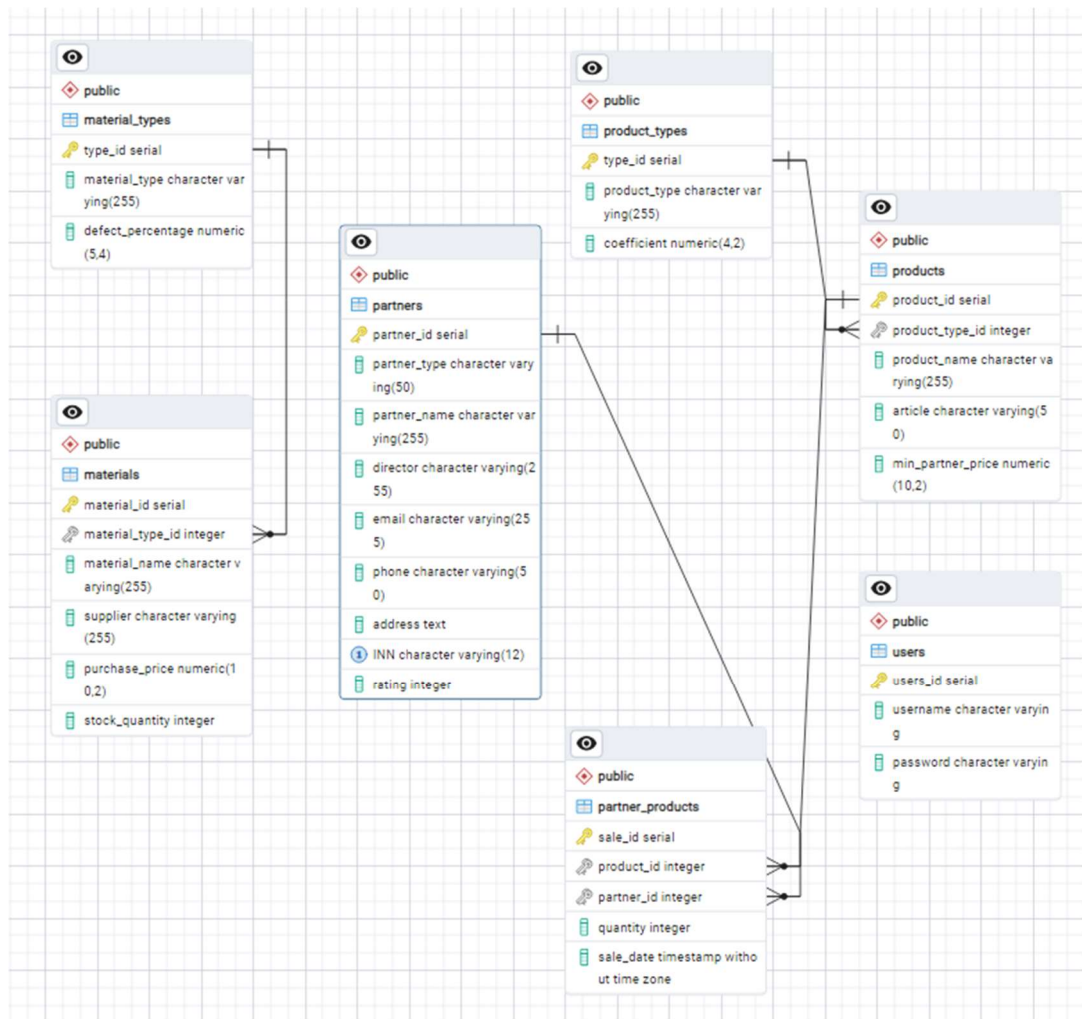 public
material_types
type_id serial
material_type character var
ying(255)
defect_percentage numeric
(5,4)
public
materials
material_id serial
material_type_id integer
material_name character v
arying(255)
supplier character varying
(255)
purchase_price numeric(1
0,2)
stock_quantity integer
public
partners
partner_id serial
partner_type character vary
ing(50)
partner_name character var
ying(255)
director character varying(2
55)
email character varying(25
5)
phone character varying(5
0)
address text
1 INN character varying(12)
rating integer
public
product_types
type_id serial
product_type character var
ying(255)
coefficient numeric(4,2)
public
partner_products
sale_id serial
product_id integer
partner_id integer
quantity integer
sale_date timestamp witho
ut time zone
public
products
product_id serial
product_type_id integer
product_name character va
rying(255)
article character varying(5
0)
min_partner_price numeric
(10,2)
public
users
users_id serial
username character varyin
g
password character varyin
g